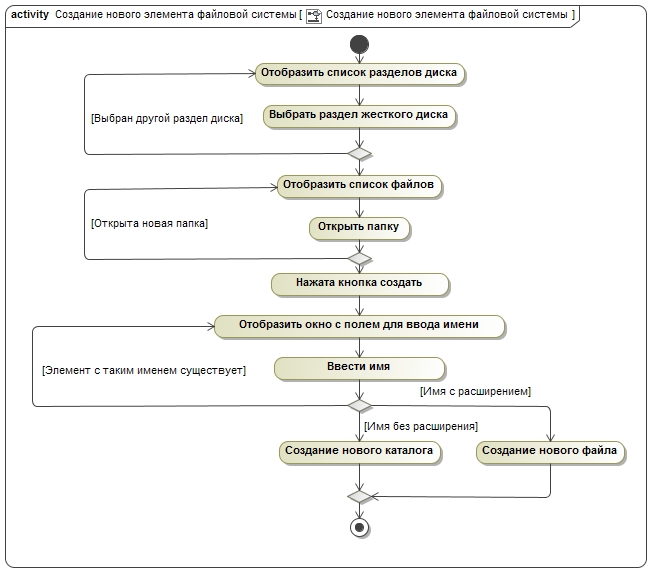 activity Создание нового элемента файловой системы [ Создание нового элемента файловой системы ]
Отобразить список разделов диска
Выбрать раздел жесткого диска
[Выбран другой раздел диска]
Отобразить список файлов
[Открыта новая папка]
Открыть папку
Нажата кнопка создать
Отобразить окно с полем для ввода имени
Ввести имя
[Элемент с таким именем существует]
[Имя с расширением]
[Имя без расширения]
Создание нового каталога
Создание нового файла